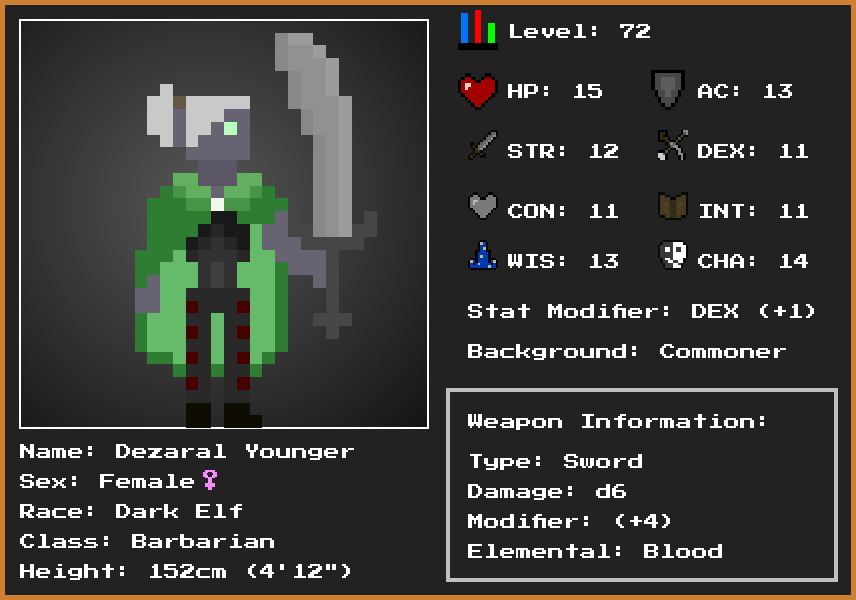 Level: 72
HP: 15
AC: 13
STR: 12
DEX: 11
CON: 11
INT: 11
WIS: 13
CHA: 14
Stat Modifier: DEX (+1)
Background: Commoner
Weapon Information:
Type: Sword
Damage: d6
Modifier: (+4)
Elemental: Blood
Name: Dezaral Younger
Sex: Female♀
Race: Dark Elf
Class: Barbarian
Height: 152cm (4'12")